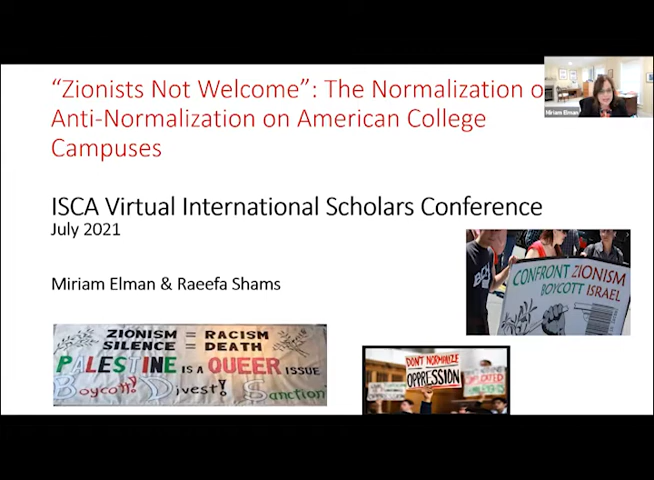 “Zionists Not Welcome”: The Normalization o
Anti-Normalization on American College
Campuses
Miriam Elman
ISCA Virtual International Scholars Conference
July 2021
Miriam Elman & Raeefa Shams
CONFRONT ZIONISM
BOYCOTT ISRAEL
ZIONISM = RACISM
SILENCE = DEATH
PALESTINE IS A QUEER ISSUE
Boycott! Divest! Sanction
DON'T NORMALIZE
OPPRESSION